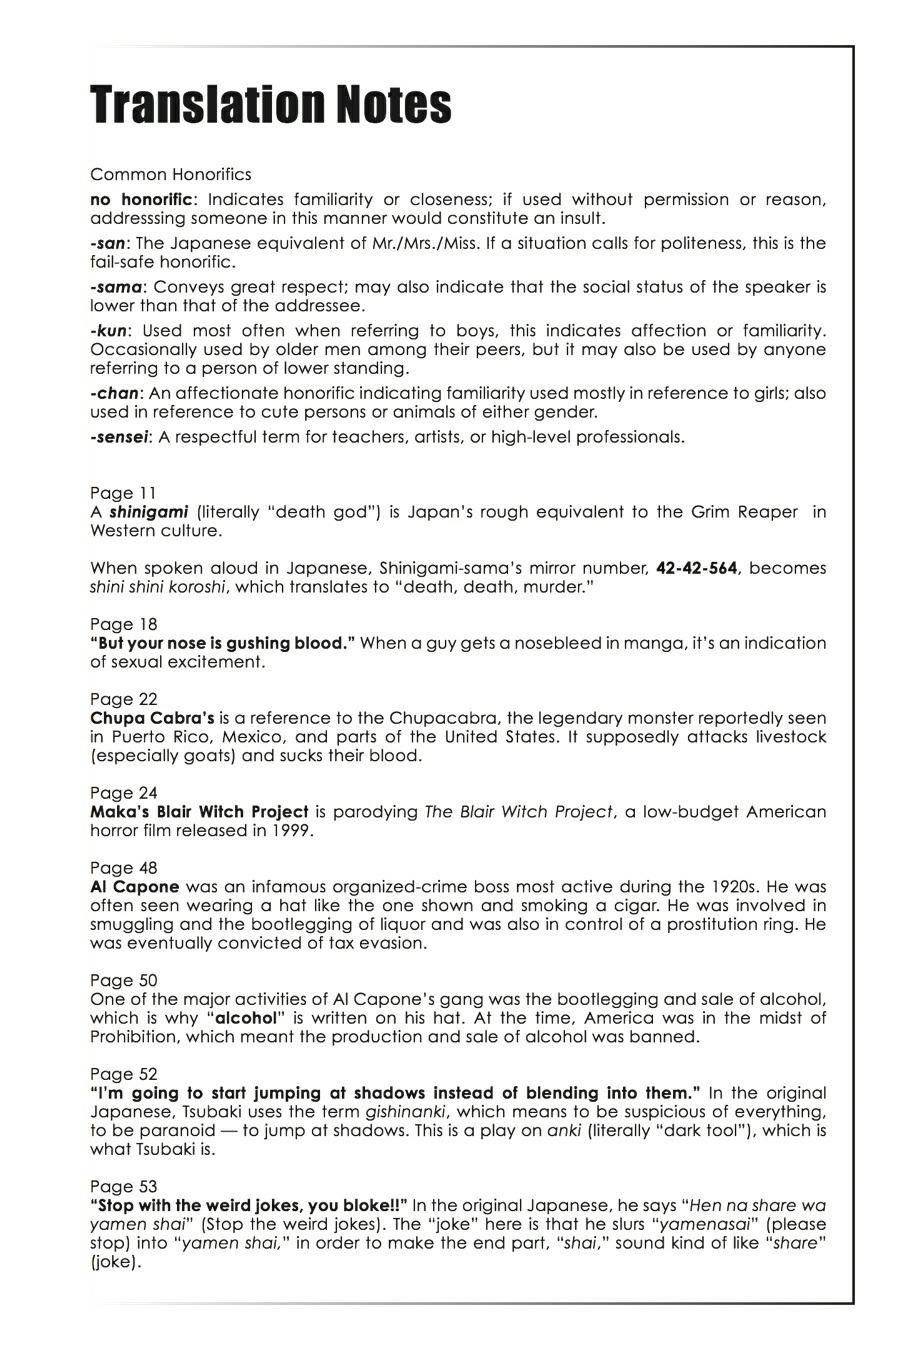 Translation Notes
Common Honorifics
no honorific: Indicates familiarity or closeness; if used without permission or reason,
addresssing someone in this manner would constitute an insult.
-san: The Japanese equivalent of Mr./Mrs./Miss. If a situation calls for politeness, this is the
fail-safe honorific.
-sama: Conveys great respect; may also indicate that the social status of the speaker is
lower than that of the addressee.
-kun: Used most often when referring to boys, this indicates affection or familiarity.
Occasionally used by older men among their peers, but it may also be used by anyone
referring to a person of lower standing.
-chan: An affectionate honorific indicating familiarity used mostly in reference to girls; also
used in reference to cute persons or animals of either gender.
-sensei: A respectful term for teachers, artists, or high-level professionals.
Page 11
A shinigami (literally “death god”) is Japan’s rough equivalent to the Grim Reaper in
Western culture.
When spoken aloud in Japanese, Shinigami-sama’s mirror number, 42-42-564, becomes
shini shini koroshi, which translates to “death, death, murder.”
Page 18
“But your nose is gushing blood.” When a guy gets a nosebleed in manga, it’s an indication
of sexual excitement.
Page 22
Chupa Cabra’s is a reference to the Chupacabra, the legendary monster reportedly seen
in Puerto Rico, Mexico, and parts of the United States. It supposedly attacks livestock
(especially goats) and sucks their blood.
Page 24
Maka’s Blair Witch Project is parodying The Blair Witch Project, a low-budget American
horror film released in 1999.
Page 48
Al Capone was an infamous organized-crime boss most active during the 1920s. He was
often seen wearing a hat like the one shown and smoking a cigar. He was involved in
smuggling and the bootlegging of liquor and was also in control of a prostitution ring. He
was eventually convicted of tax evasion.
Page 50
One of the major activities of Al Capone’s gang was the bootlegging and sale of alcohol,
which is why “alcohol” is written on his hat. At the time, America was in the midst of
Prohibition, which meant the production and sale of alcohol was banned.
Page 52
“I’m going to start jumping at shadows instead of blending into them.” In the original
Japanese, Tsubaki uses the term gishinanki, which means to be suspicious of everything,
to be paranoid — to jump at shadows. This is a play on anki (literally “dark tool”), which is
what Tsubaki is.
Page 53
“Stop with the weird jokes, you bloke!!” In the original Japanese, he says “Hen na share wa
yamen shai” (Stop the weird jokes). The “joke” here is that he slurs “yamenasai” (please
stop) into “yamen shai,” in order to make the end part, “shai,” sound kind of like “share”
(joke).